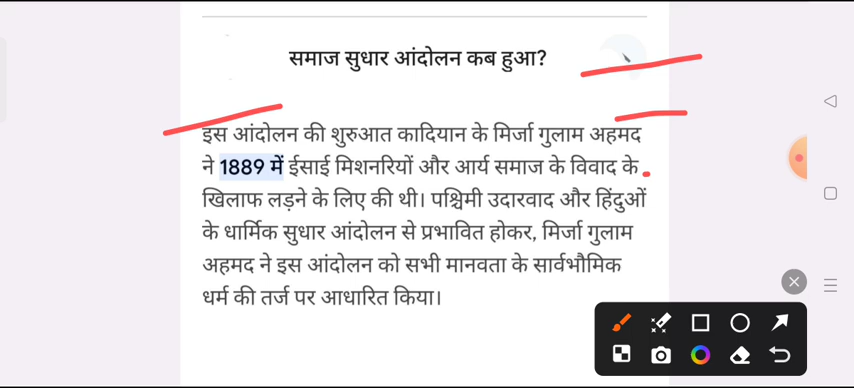 समाज सुधार आंदोलन कब हुआ?
इस आंदोलन की शुरुआत कादियान के मिर्जा गुलाम अहमद
ने 1889 में ईसाई मिशनरियों और आर्य समाज के विवाद के
खिलाफ लड़ने के लिए की थी। पश्चिमी उदारवाद और हिंदुओं
के धार्मिक सुधार आंदोलन से प्रभावित होकर, मिर्जा गुलाम
अहमद ने इस आंदोलन को सभी मानवता के सार्वभौमिक
धर्म की तर्ज पर आधारित किया।